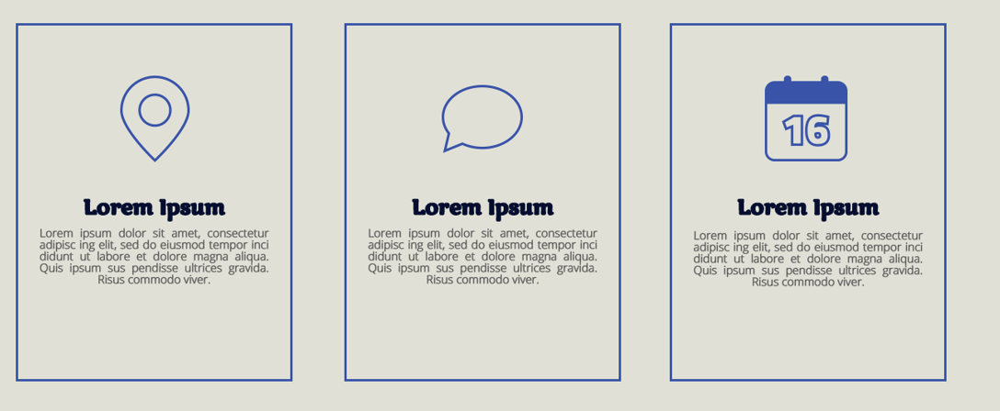 Lorem Ipsum
Lorem ipsum dolor sit amet, consectetur
adipisc ing elit, sed do eiusmod tempor inci
didunt ut labore et dolore magna aliqua.
Quis ipsum sus pendisse ultrices gravida.
Risus commodo viver.
Lorem Ipsum
Lorem ipsum dolor sit amet, consectetur
adipisc ing elit, sed do eiusmod tempor inci
didunt ut labore et dolore magna aliqua.
Quis ipsum sus pendisse ultrices gravida.
Risus commodo viver.
16
Lorem Ipsum
Lorem ipsum dolor sit amet, consectetur
adipisc ing elit, sed do eiusmod tempor inci
didunt ut labore et dolore magna aliqua.
Quis ipsum sus pendisse ultrices gravida.
Risus commodo viver.